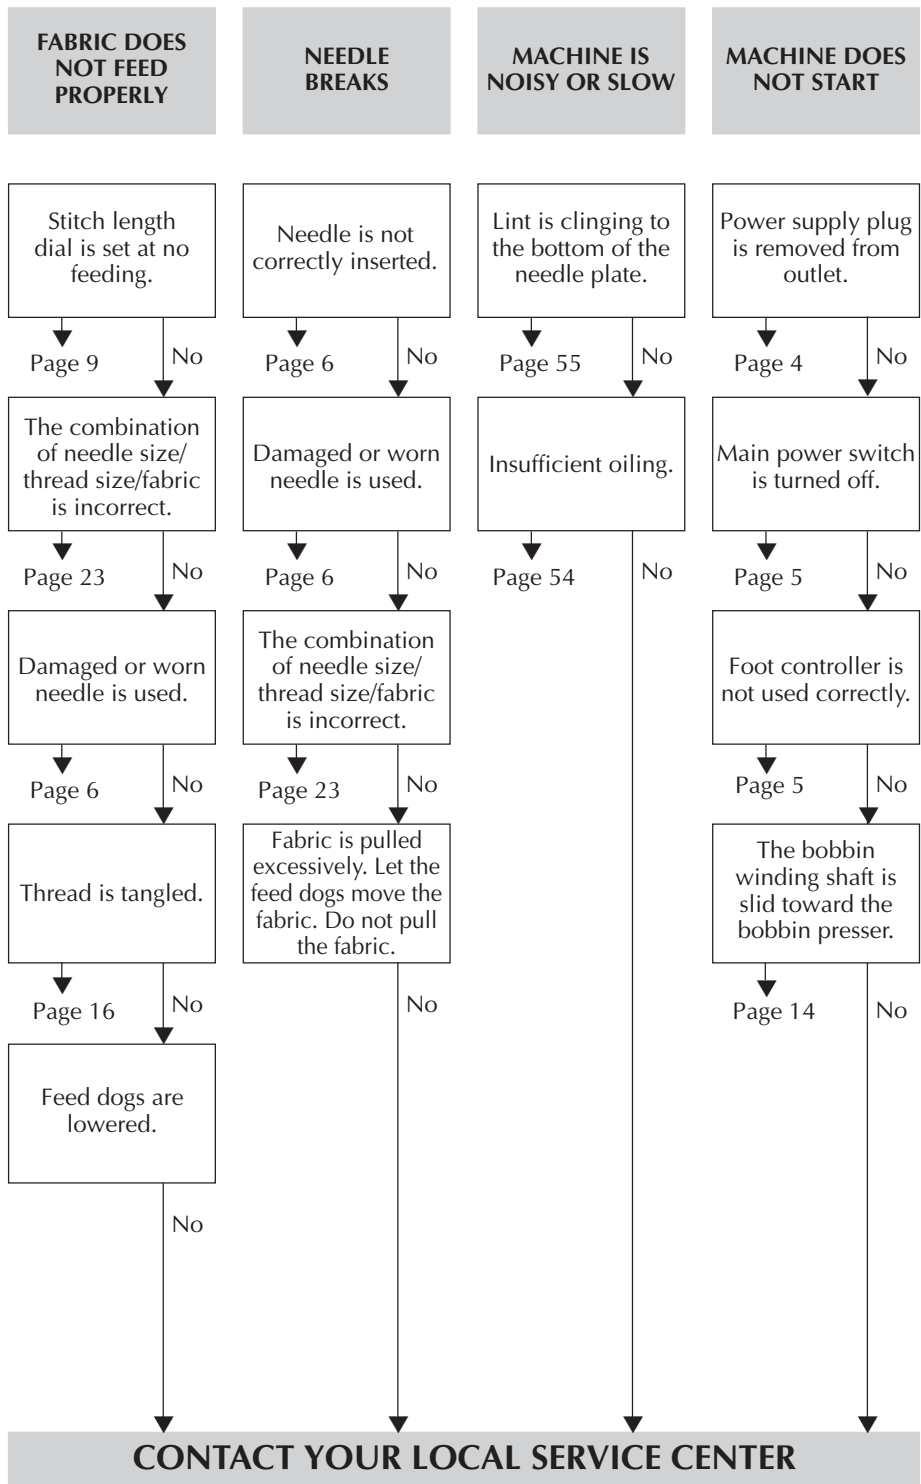 FABRIC DOES
NOT FEED
PROPERLY
NEEDLE
BREAKS
MACHINE IS
NOISY OR SLOW
MACHINE DOES
NOT START
Stitch length
dial is set at no
feeding.
Page 9
No
The combination
of needle size/
thread size/fabric
is incorrect.
Page 23
No
Damaged or worn
needle is used.
Page 6
No
Thread is tangled.
Page 16
No
Feed dogs are
lowered.
No
Needle is not
correctly inserted.
Page 6
No
Damaged or worn
needle is used.
Page 6
No
The combination
of needle size/
thread size/fabric
is incorrect.
Page 23
No
Fabric is pulled
excessively. Let the
feed dogs move the
fabric. Do not pull
the fabric.
No
Lint is clinging to
the bottom of the
needle plate.
Page 55
No
Insufficient oiling.
Page 54
No
Power supply plug
is removed from
outlet.
Page 4
No
Main power switch
is turned off.
Page 5
No
Foot controller is
not used correctly.
Page 5
No
The bobbin
winding shaft is
slid toward the
bobbin presser.
Page 14
No
CONTACT YOUR LOCAL SERVICE CENTER